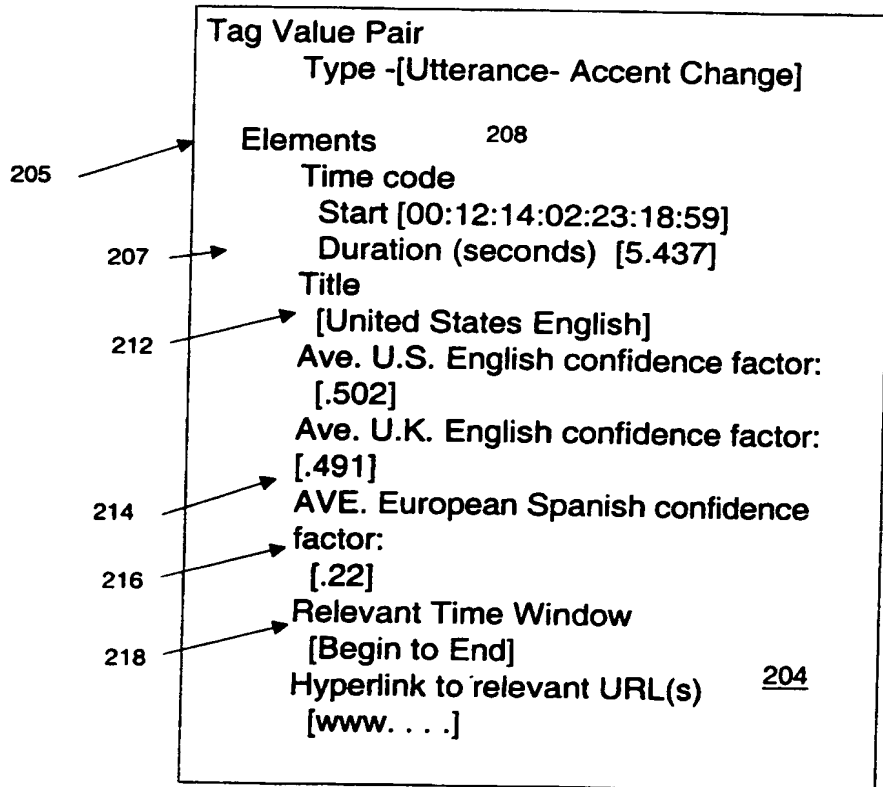 Tag Value Pair
Type -[Utterance- Accent Change]
Elements 208
205
Time code
Start [00:12:14:02:23:18:59]
207 Duration (seconds) [5.437]
Title
212 [United States English]
Ave. U.S. English confidence factor:
[.502]
Ave. U.K. English confidence factor:
[.491]
214 AVE. European Spanish confidence
factor:
216 [.22]
Relevant Time Window
218 [Begin to End]
Hyperlink to relevant URL(s) 204
[www. . . .]